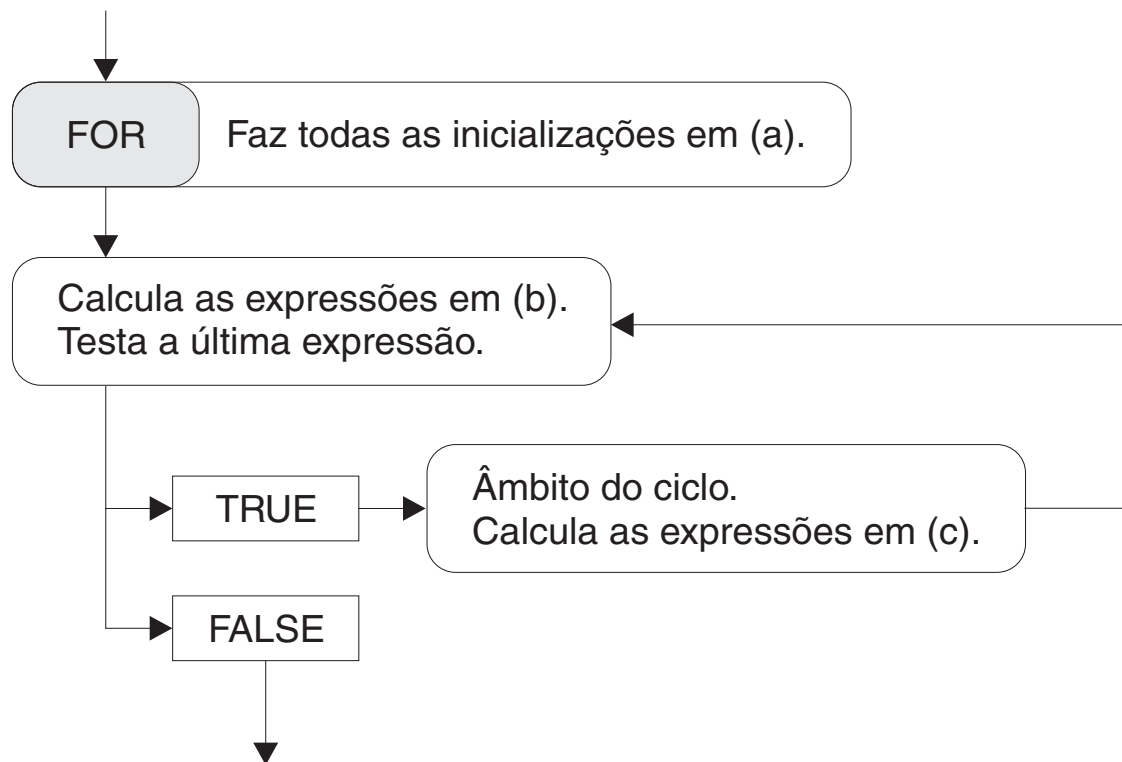 FOR
Faz todas as inicializações em (a).
Calcula as expressões em (b).
Testa a última expressão.
TRUE
Âmbito do ciclo.
Calcula as expressões em (c).
FALSE